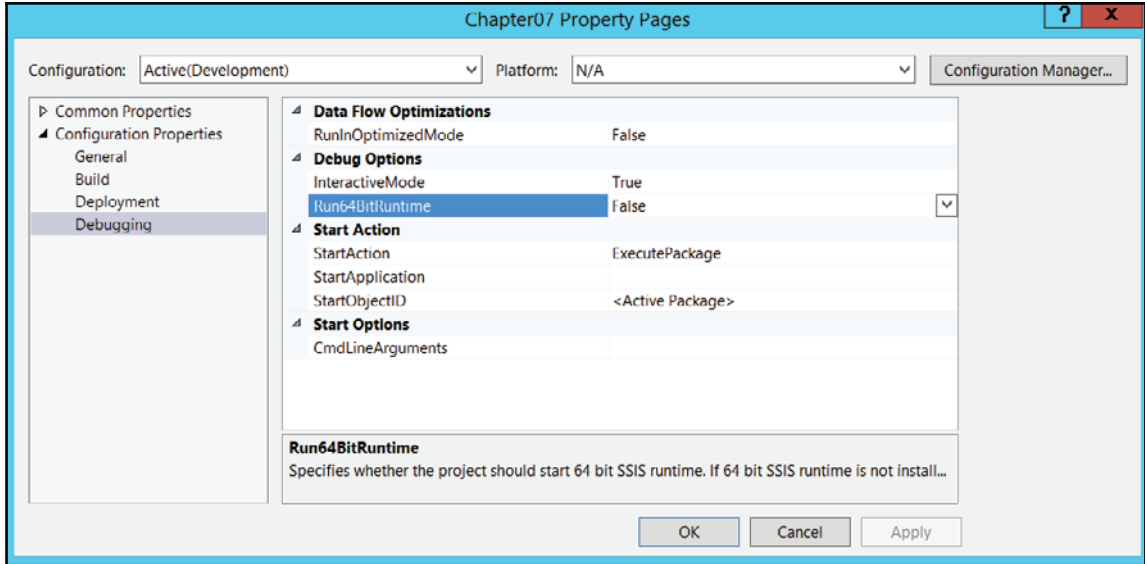 Chapter07 Property Pages
? x
Configuration: Active(Development) Platform: N/A Configuration Manager...
Common Properties
Configuration Properties
General
Build
Deployment
Debugging
Data Flow Optimizations
RunInOptimizedMode False
Debug Options
InteractiveMode True
Run64BitRuntime False
Start Action
StartAction ExecutePackage
StartApplication
StartObjectID <Active Package>
Start Options
CmdLineArguments
Run64BitRuntime
Specifies whether the project should start 64 bit SSIS runtime. If 64 bit SSIS runtime is not install...
OK Cancel Apply